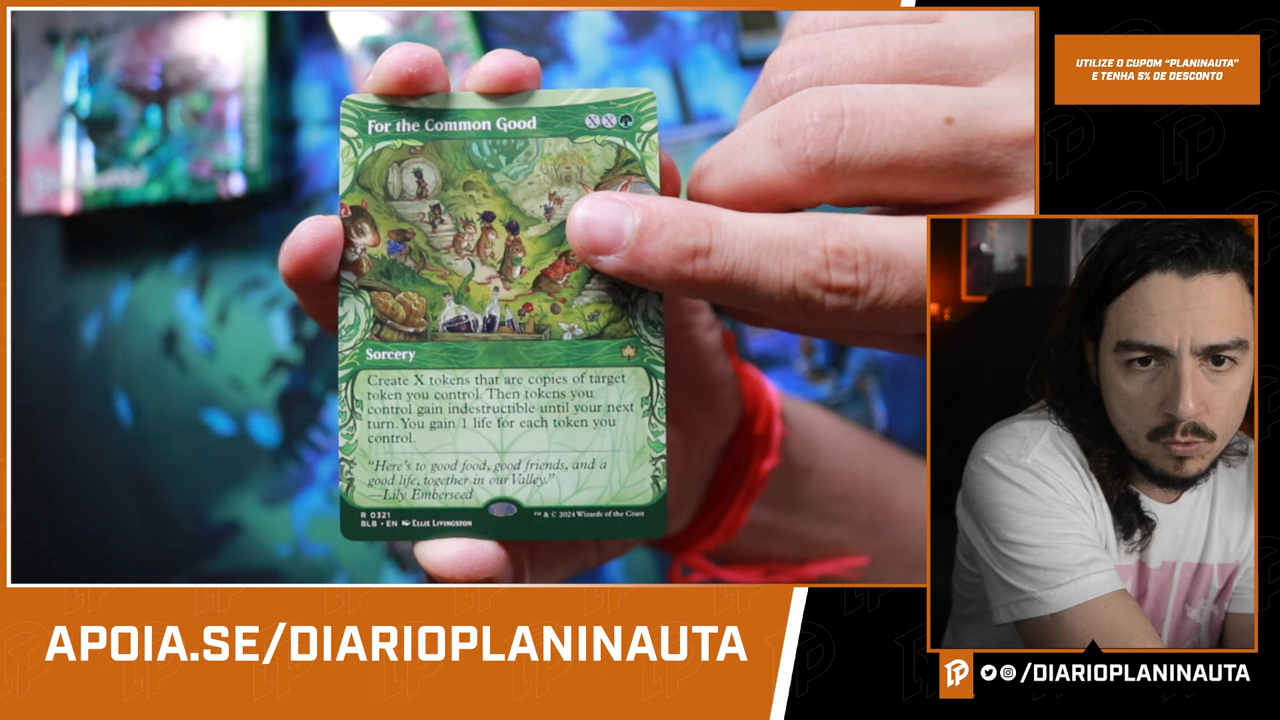 UTILIZE O CUPOM “PLANINAUTA”
E TENHA 5% DE DESCONTO
For the Common Good
X X
Sorcery
Create X tokens that are copies of target
token you control. Then tokens you
control gain indestructible until your next
turn. You gain 1 life for each token you
control.
“Here’s to good food, good friends, and a
good life, together in our Valley.”
—Lily Emberseed
R 0321
BLB • EN ELLIE LIVINGSTON
™ & © 2024 Wizards of the Coast
APOIA.SE/DIARIOPLANINAUTA
/DIARIOPLANINAUTA